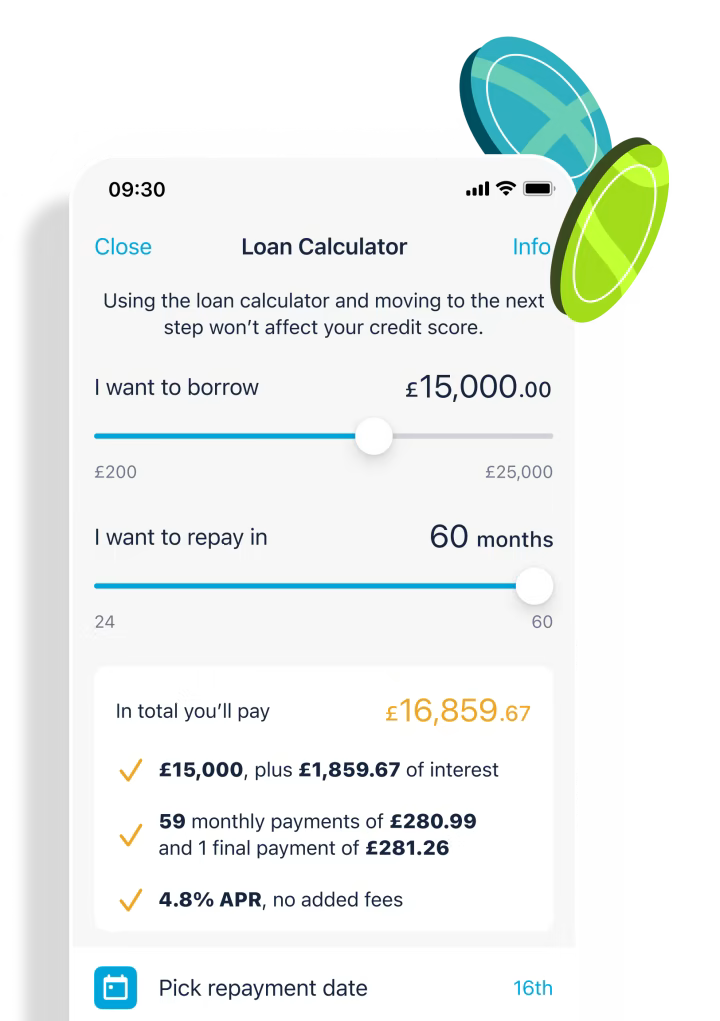 09:30
Close Loan Calculator Info
Using the loan calculator and moving to the next
step won’t affect your credit score.
I want to borrow £15,000.00
£200 £25,000
I want to repay in 60 months
24 60
In total you’ll pay £16,859.67
£15,000, plus £1,859.67 of interest
59 monthly payments of £280.99
and 1 final payment of £281.26
4.8% APR, no added fees
Pick repayment date 16th